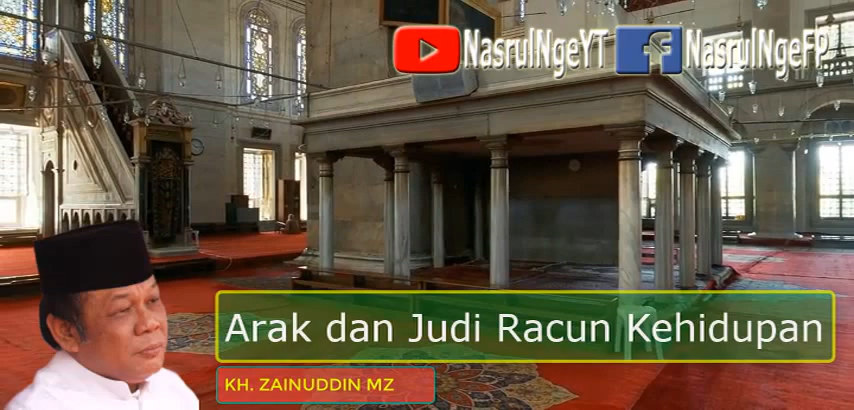 NasrulNgeYT NasrulNgeFP
Arak dan Judi Racun Kehidupan
KH. ZAINUDDIN MZ